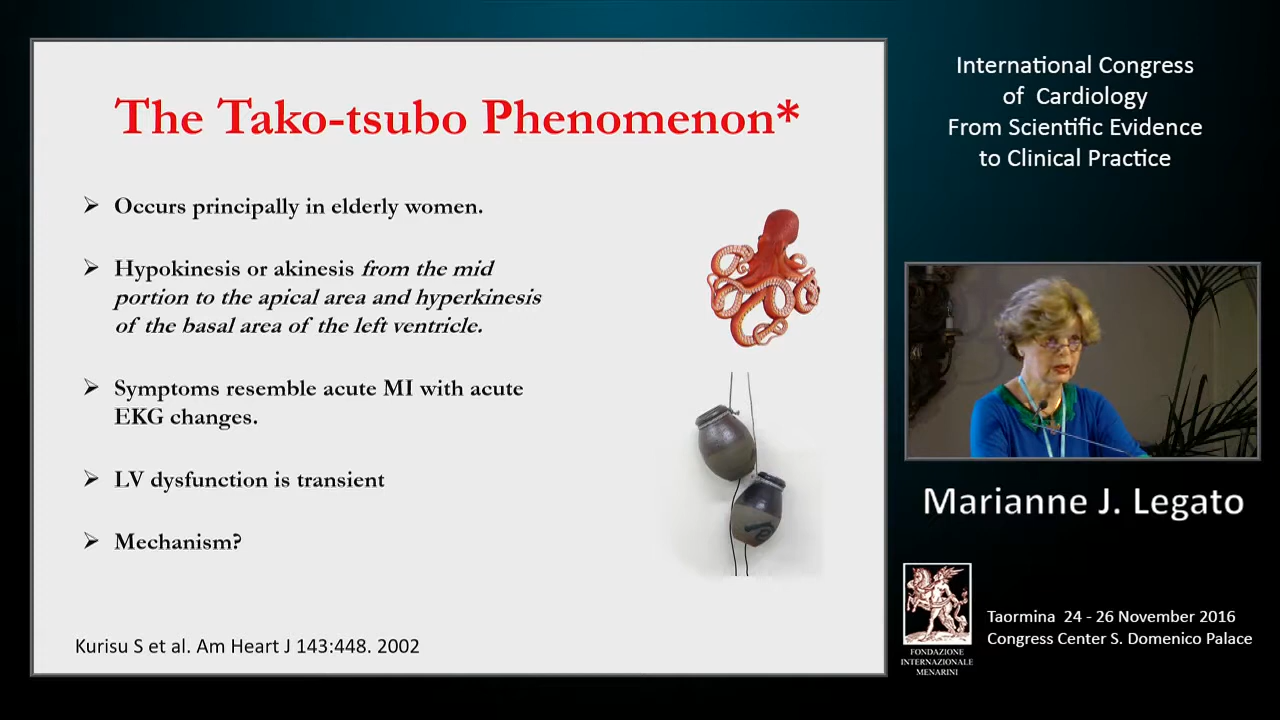 The Tako-tsubo Phenomenon*
Occurs principally in elderly women.
Hypokinesis or akinesis from the mid
portion to the apical area and hyperkinesis
of the basal area of the left ventricle.
Symptoms resemble acute MI with acute
EKG changes.
LV dysfunction is transient
Mechanism?
Kurisu S et al. Am Heart J 143:448. 2002
International Congress
of Cardiology
From Scientific Evidence
to Clinical Practice
Marianne J. Legato
FONDAZIONE
INTERNAZIONALE
MENARINI
Taormina 24 - 26 November 2016
Congress Center S. Domenico Palace